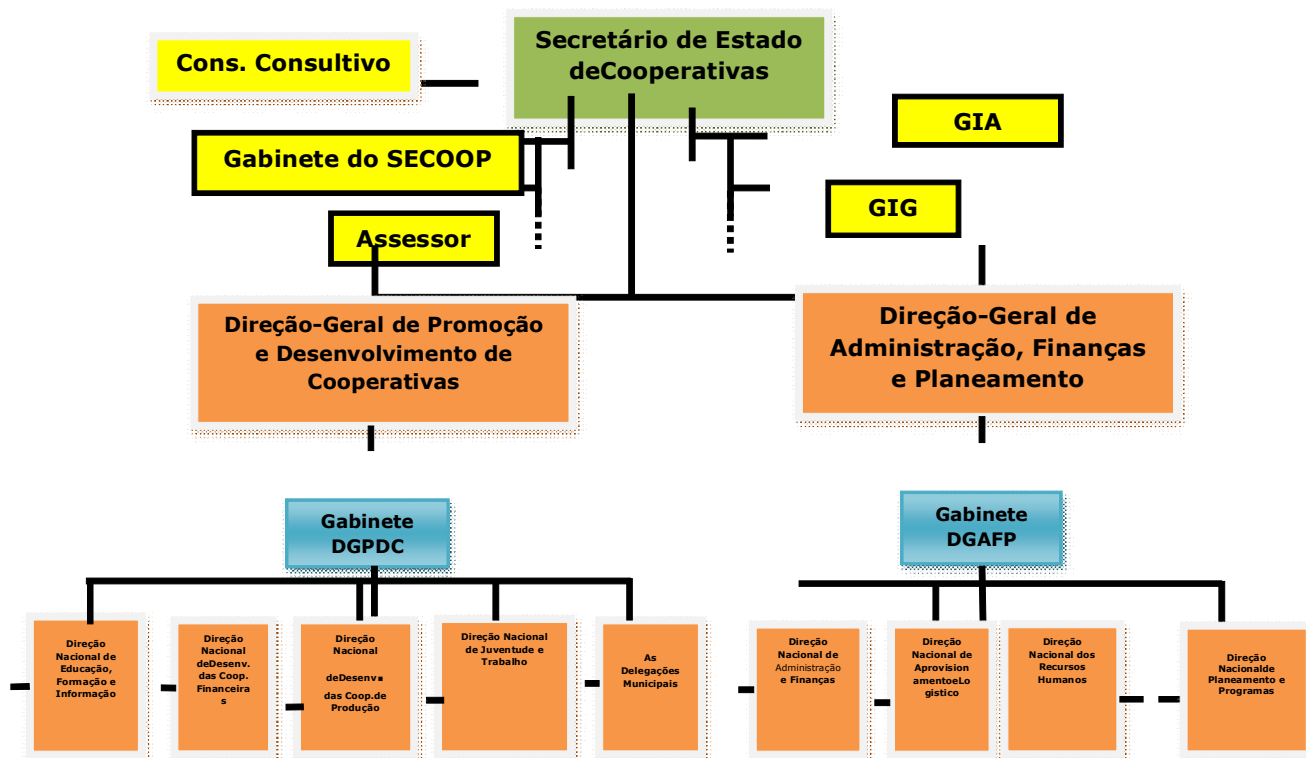 Secretário de Estado
deCooperativas
Cons. Consultivo
GIA
Gabinete do SECOOP
GIG
Assessor
Direção-Geral de Promoção
e Desenvolvimento de
Cooperativas
Direção-Geral de
Administração, Finanças
e Planeamento
Gabinete
DGPDC
Gabinete
DGAFP
Direção
Nacional de
Educação,
Formação e
Informação
Direção
Nacional
deDesenv.
das Coop.
Financeira
s
Direção
Nacional
deDesenv.
das Coop.de
Produção
Direção Nacional
de Juventude e
Trabalho
As
Delegações
Municipais
Direção
Nacional de
Administração
e Finanças
Direção
Nacional de
Aprovision
amentoeLo
gistico
Direção
Nacional dos
Recursos
Humanos
Direção
Nacionalde
Planeamento e
Programas